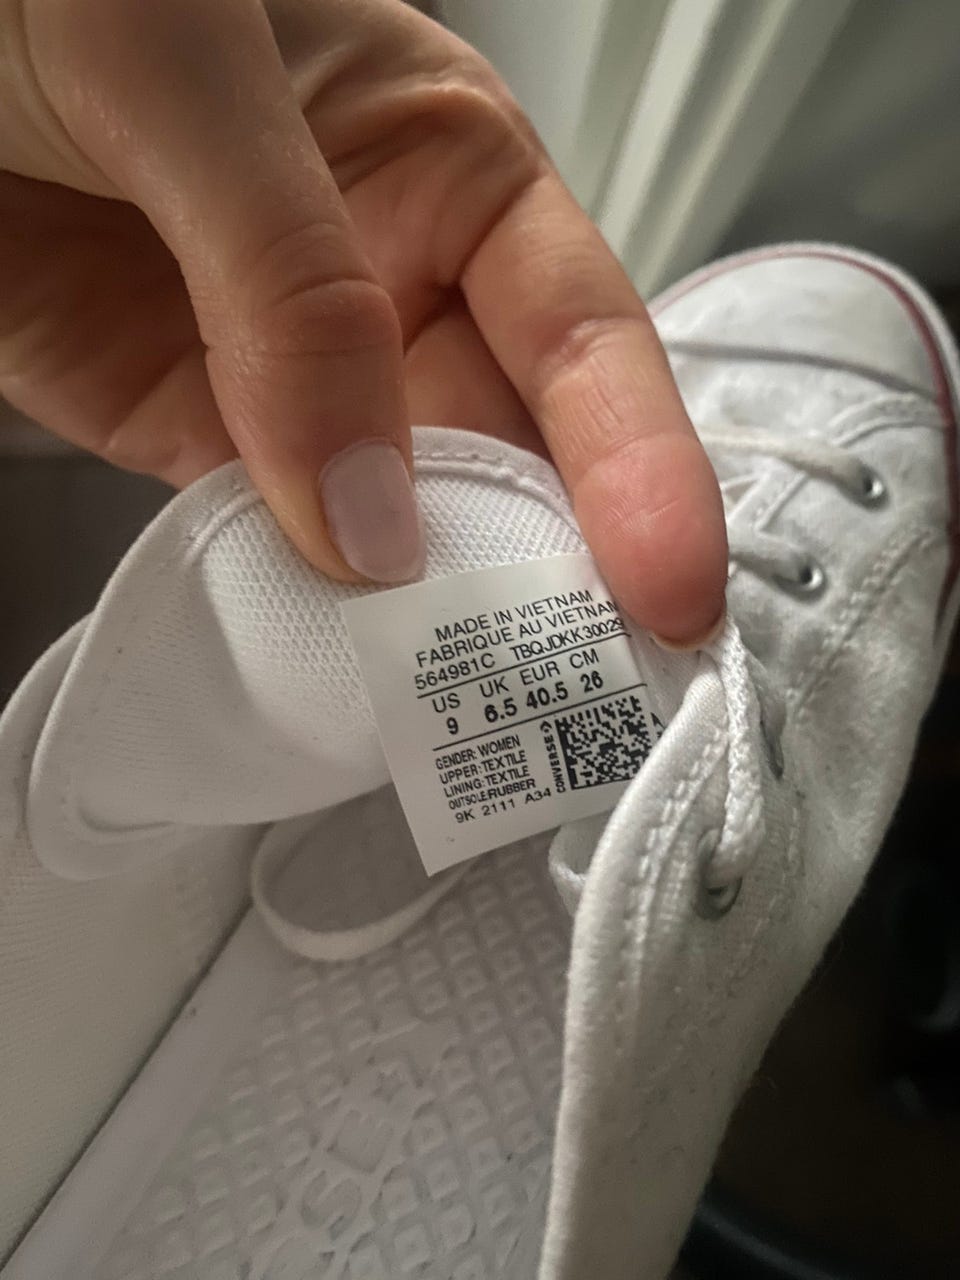 MADE IN VIETNAM
FABRIQUE AU VIETNAM
564981C TBQJDKK30029
US UK EUR CM
9 6.5 40.5 26
GENDER: WOMEN
UPPER: TEXTILE
LINING: TEXTILE
OUTSOLE: RUBBER
9K 2111 A34
CONVERSE